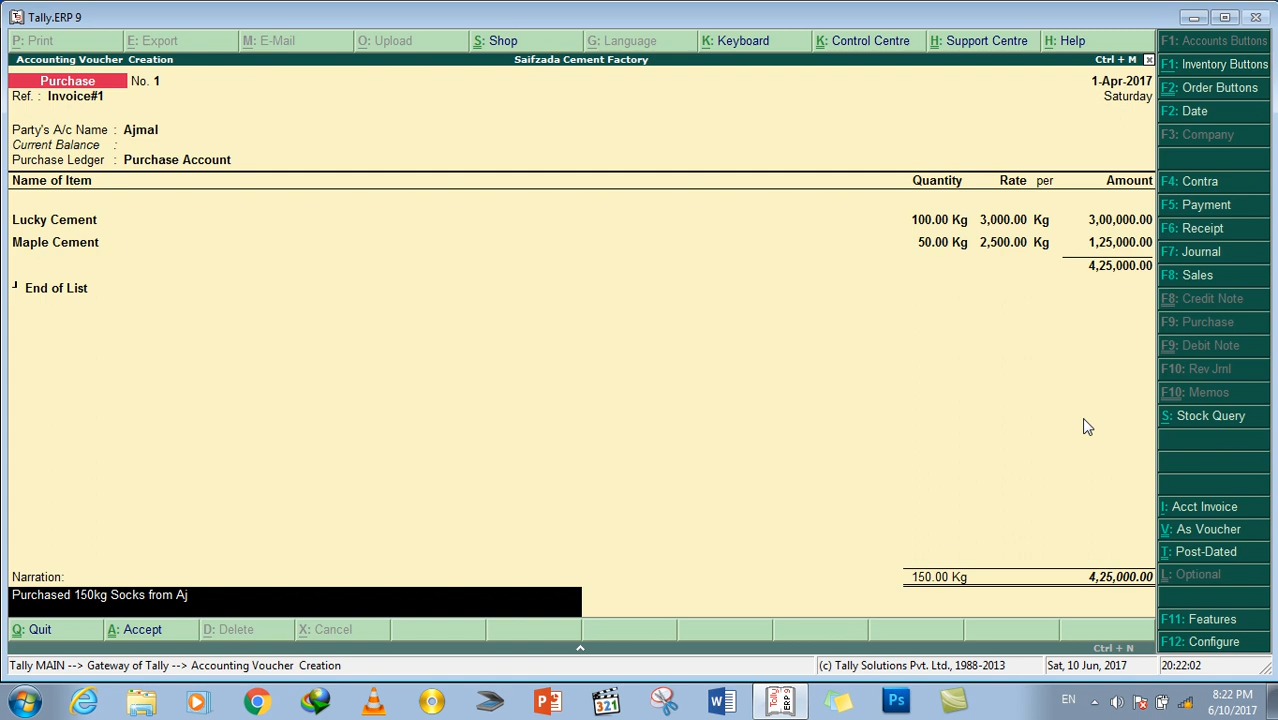 Tally.ERP 9
P: Print E: Export M: E-Mail O: Upload S: Shop G: Language K: Keyboard K: Control Centre H: Support Centre H: Help
Accounting Voucher Creation Saifzada Cement Factory Ctrl + M
Purchase No. 1 1-Apr-2017
Ref. : Invoice#1 Saturday
Party's A/c Name : Ajmal
Current Balance :
Purchase Ledger : Purchase Account
Name of Item Quantity Rate per Amount
Lucky Cement 100.00 Kg 3,000.00 Kg 3,00,000.00
Maple Cement 50.00 Kg 2,500.00 Kg 1,25,000.00
4,25,000.00
End of List
Narration: 150.00 Kg 4,25,000.00
Purchased 150kg Socks from Aj
Q: Quit A: Accept D: Delete X: Cancel
Ctrl + N
Tally MAIN --> Gateway of Tally --> Accounting Voucher Creation (c) Tally Solutions Pvt. Ltd., 1988-2013 Sat, 10 Jun, 2017 20:22:02
F1: Accounts Buttons
F1: Inventory Buttons
F2: Order Buttons
F2: Date
F3: Company
F4: Contra
F5: Payment
F6: Receipt
F7: Journal
F8: Sales
F8: Credit Note
F9: Purchase
F9: Debit Note
F10: Rev Jrnl
F10: Memos
S: Stock Query
I: Acct Invoice
V: As Voucher
T: Post-Dated
L: Optional
F11: Features
F12: Configure
321 W Tally ERP 9 Ps EN
8:22 PM
6/10/2017